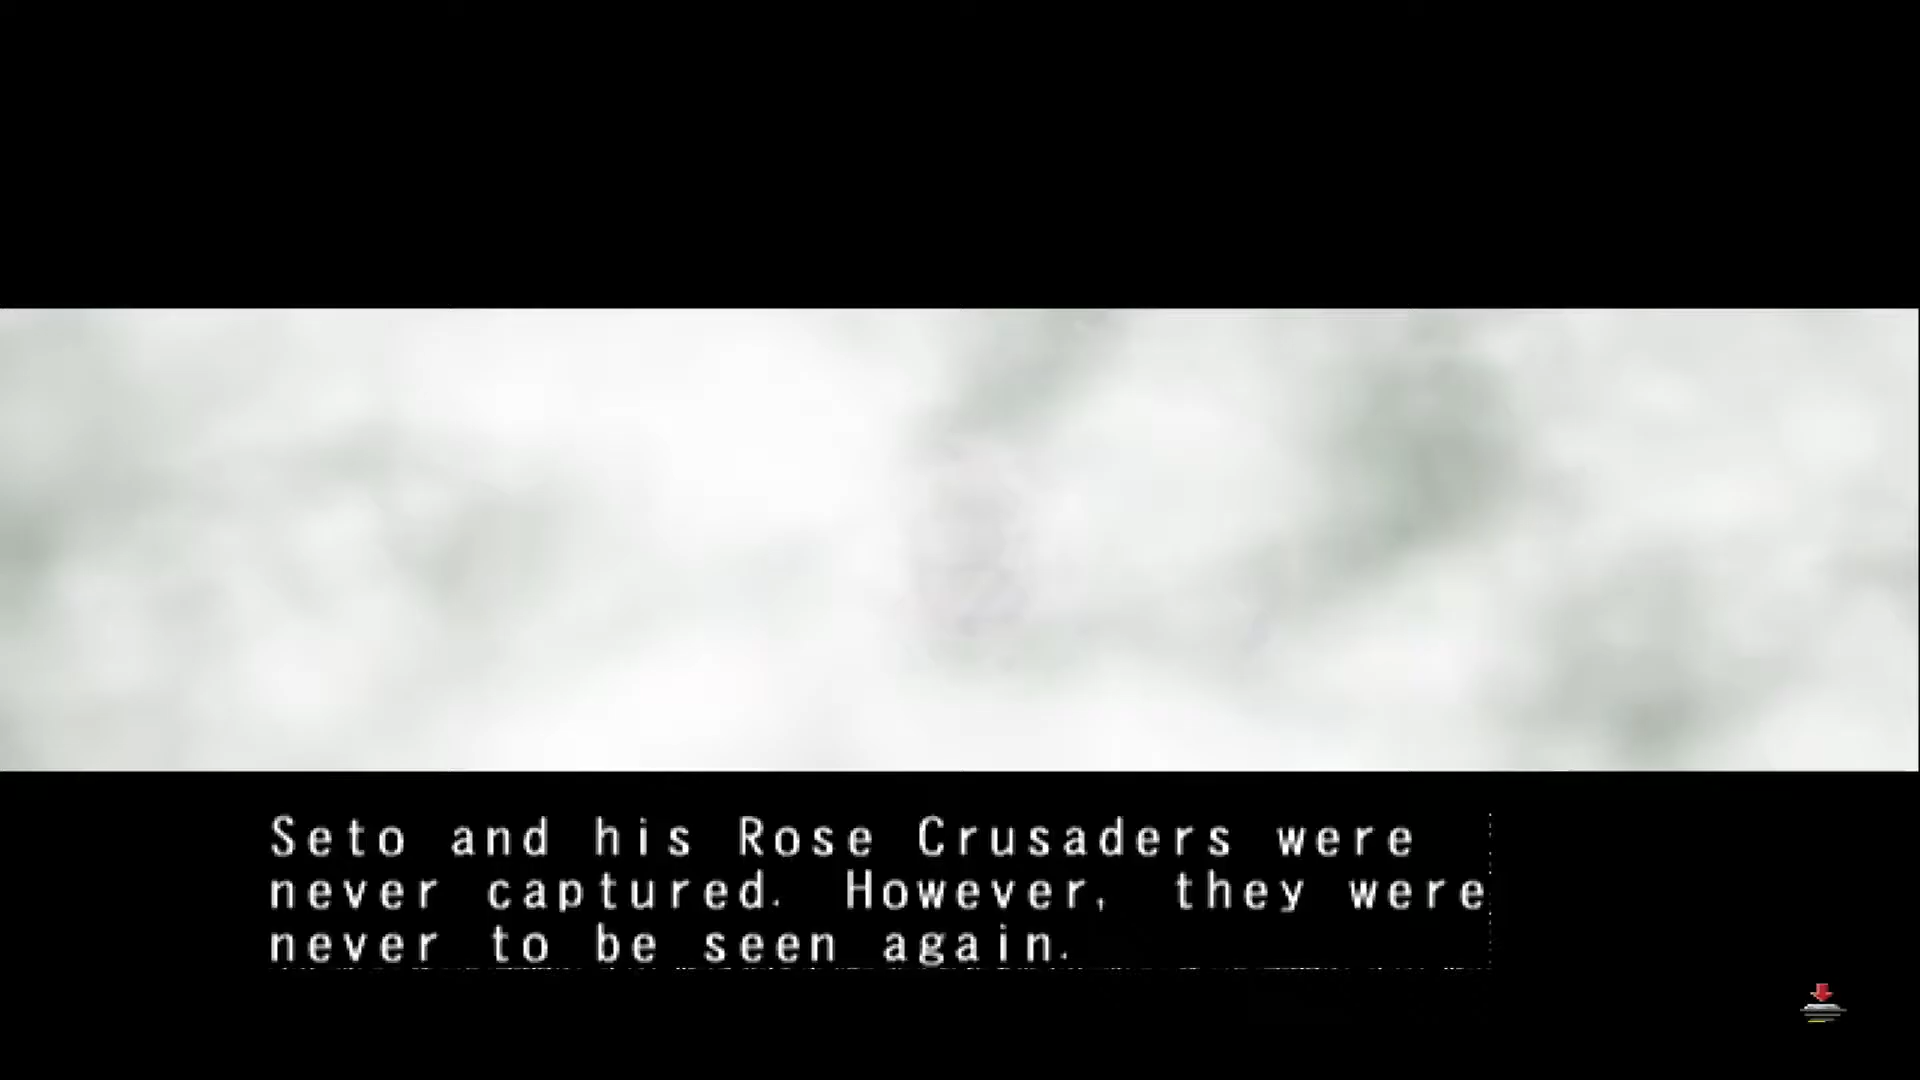 Seto and his Rose Crusaders were
never captured. However, they were
never to be seen again.